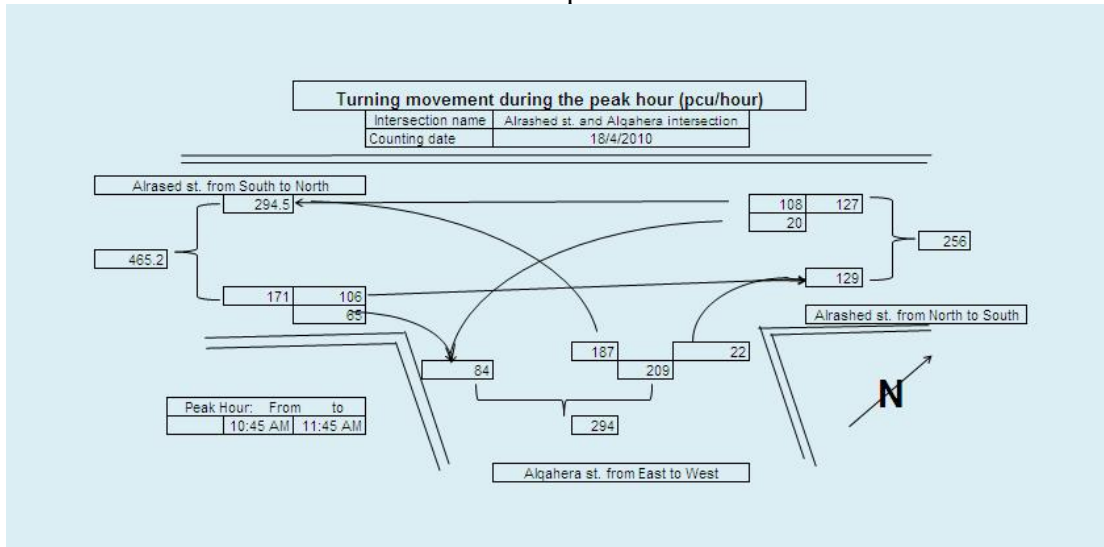 Turning movement during the peak hour (pcu/hour)
Intersection name Alrashed st. and Alqahera intersection
Counting date 18/4/2010
Alrased st. from South to North
294.5
108 127
20
256
465.2
129
171 106
65
Alrashed st. from North to South
187 22
84 209
N
Peak Hour: From to
10:45 AM 11:45 AM
294
Alqahera st. from East to West